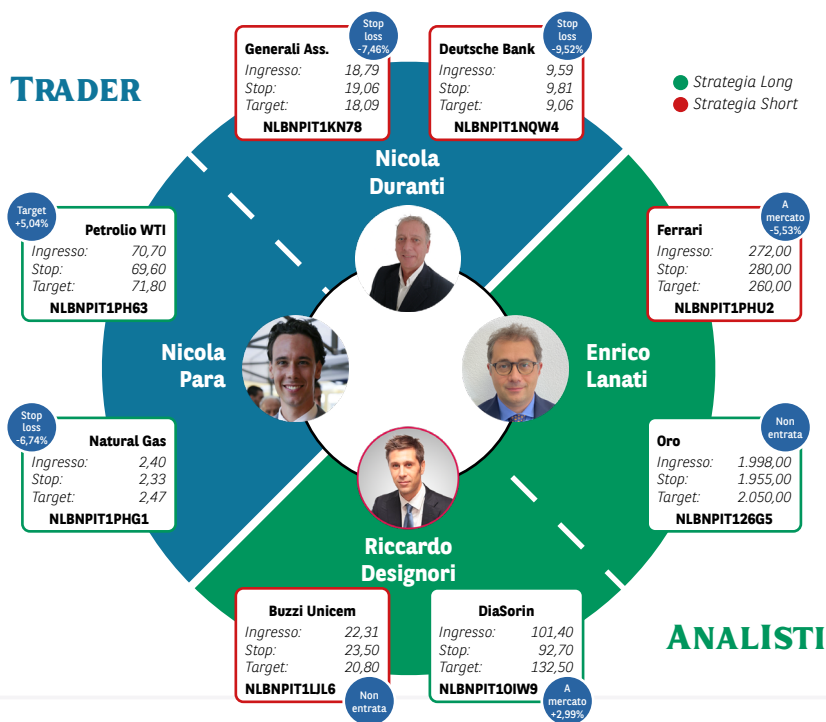 TRADER
Stop
loss
-7,46%
Generali Ass.
Ingresso: 18,79
Stop: 19,06
Target: 18,09
NLBNPIT1KN78
Stop
loss
-9,52%
Deutsche Bank
Ingresso: 9,59
Stop: 9,81
Target: 9,06
NLBNPIT1NQW4
Strategia Long
Strategia Short
Nicola
Duranti
Target
+5,04%
Petrolio WTI
Ingresso: 70,70
Stop: 69,60
Target: 71,80
NLBNPIT1PH63
A
mercato
-5,53%
Ferrari
Ingresso: 272,00
Stop: 280,00
Target: 260,00
NLBNPIT1PHU2
Nicola
Para
Enrico
Lanati
Stop
loss
-6,74%
Natural Gas
Ingresso: 2,40
Stop: 2,33
Target: 2,47
NLBNPIT1PHG1
Non
entrata
Oro
Ingresso: 1.998,00
Stop: 1.955,00
Target: 2.050,00
NLBNPIT126G5
Riccardo
Designori
Buzzi Unicem
Ingresso: 22,31
Stop: 23,50
Target: 20,80
NLBNPIT1LJL6
Non
entrata
DiaSorin
Ingresso: 101,40
Stop: 92,70
Target: 132,50
NLBNPIT1OIW9
A
mercato
+2,99%
ANALISTI